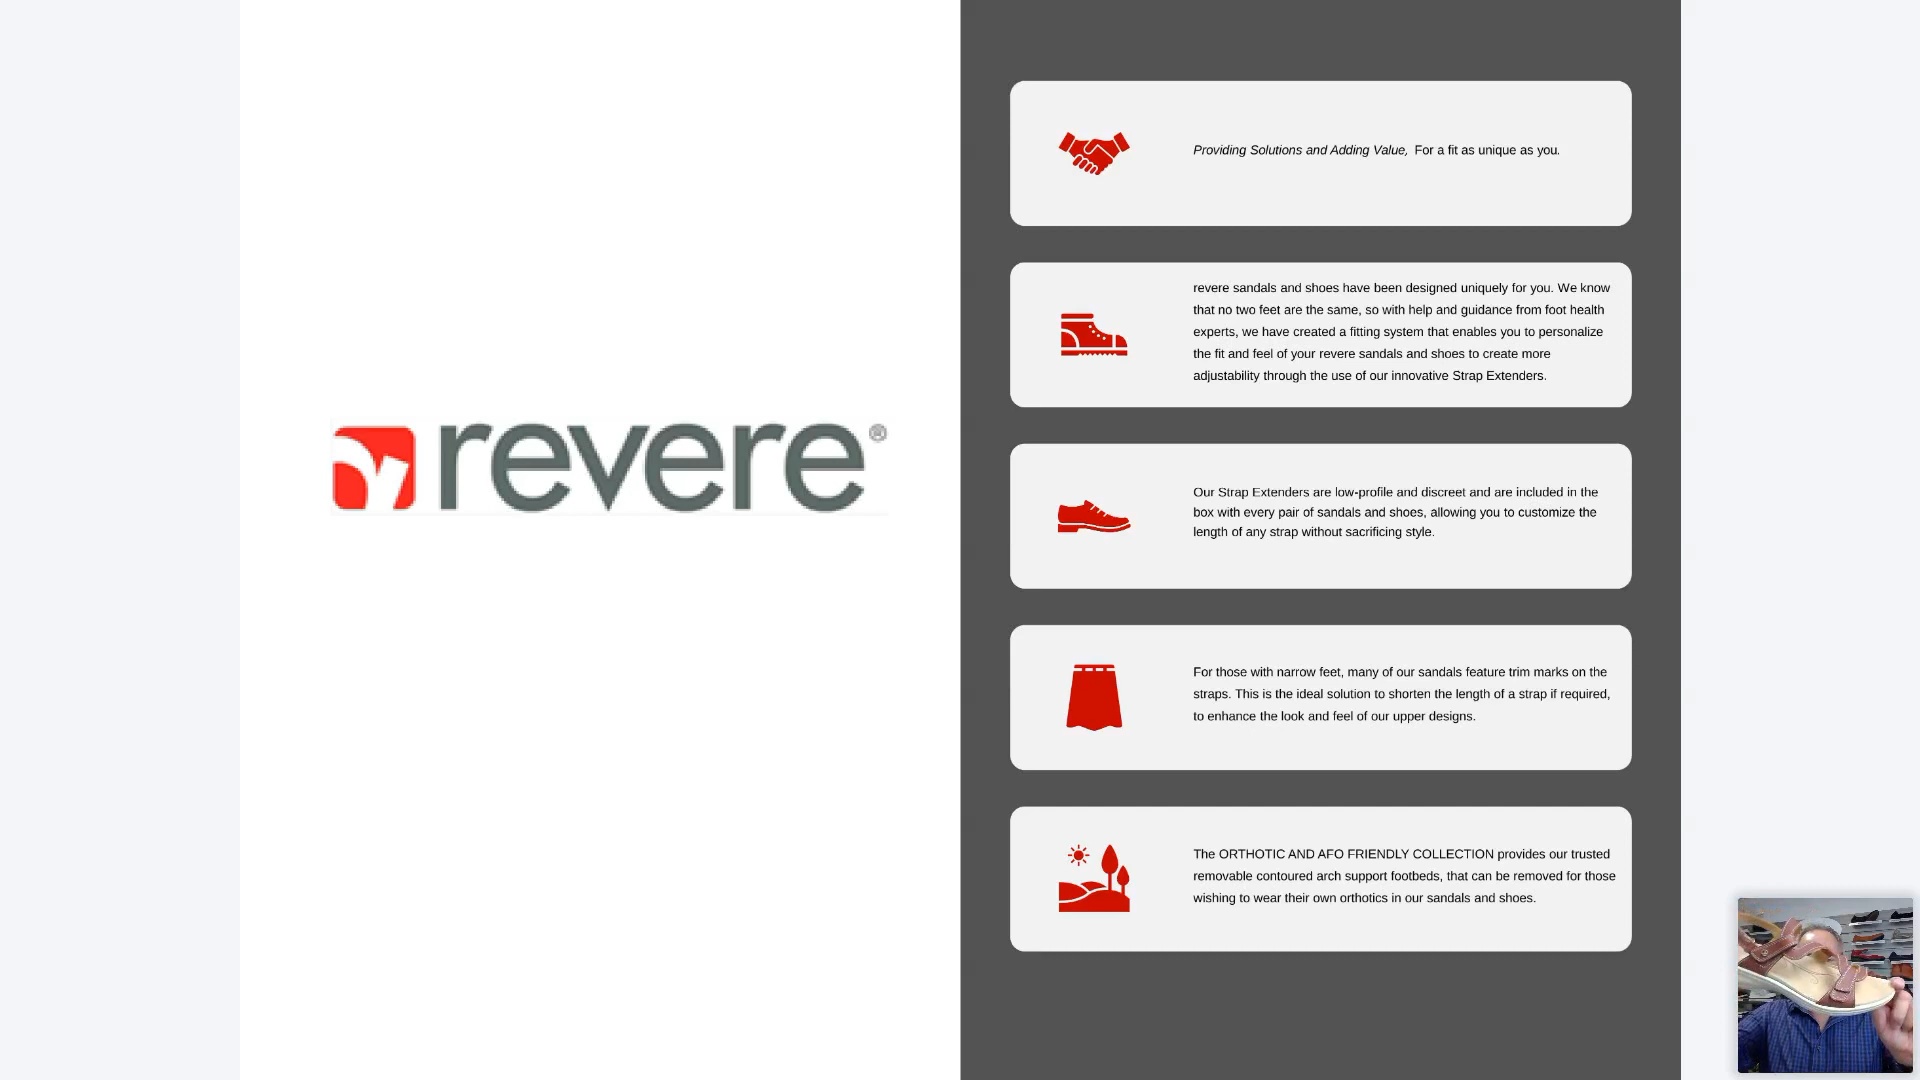 revere®
Providing Solutions and Adding Value, For a fit as unique as you.
revere sandals and shoes have been designed uniquely for you. We know
that no two feet are the same, so with help and guidance from foot health
experts, we have created a fitting system that enables you to personalize
the fit and feel of your revere sandals and shoes to create more
adjustability through the use of our innovative Strap Extenders.
Our Strap Extenders are low-profile and discreet and are included in the
box with every pair of sandals and shoes, allowing you to customize the
length of any strap without sacrificing style.
For those with narrow feet, many of our sandals feature trim marks on the
straps. This is the ideal solution to shorten the length of a strap if required,
to enhance the look and feel of our upper designs.
The ORTHOTIC AND AFO FRIENDLY COLLECTION provides our trusted
removable contoured arch support footbeds, that can be removed for those
wishing to wear their own orthotics in our sandals and shoes.